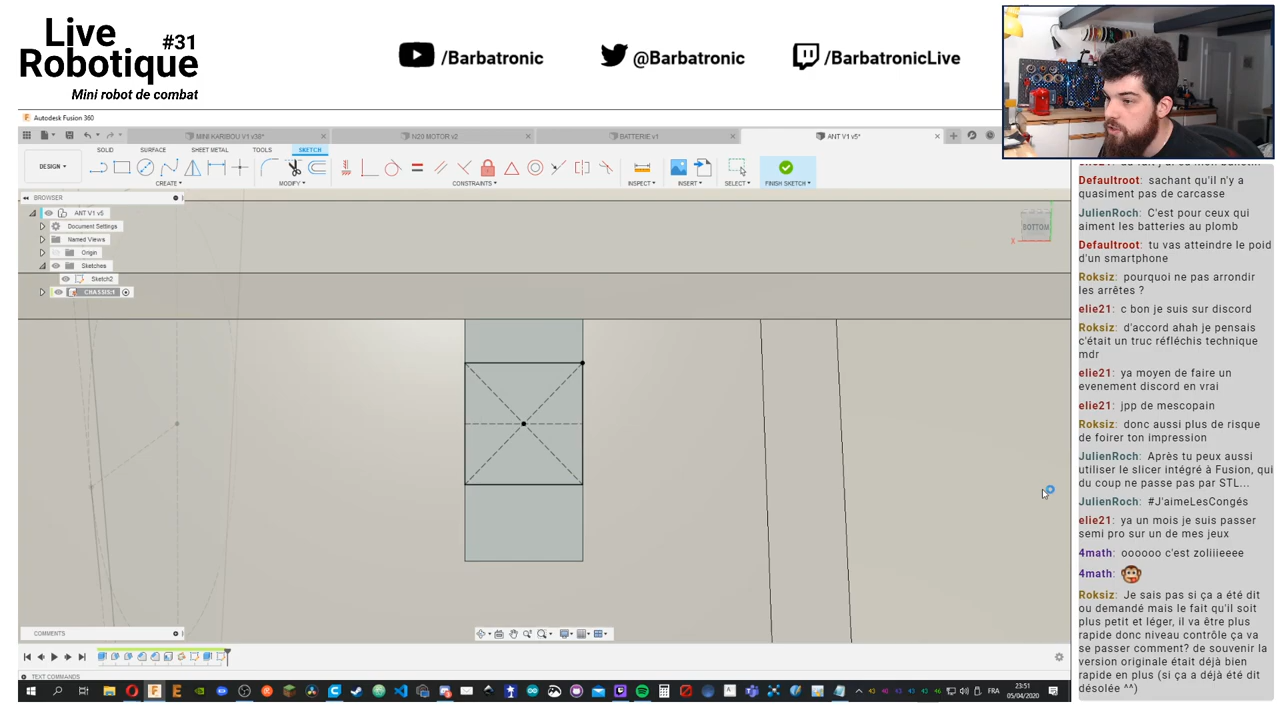 Live
Robotique
#31
Mini robot de combat
/Barbatronic
@Barbatronic
/BarbatronicLive
Autodesk Fusion 360
MINI KARIBOU V1 v38*
N20 MOTOR v2
BATTERIE v1
ANT V1 v5*
DESIGN
SOLID
SURFACE
SHEET METAL
TOOLS
SKETCH
CREATE
MODIFY
CONSTRAINTS
INSPECT
INSERT
SELECT
FINISH SKETCH
BROWSER
ANT V1 v5
Document Settings
Named Views
Origin
Sketches
Sketch2
CHASSIS:1
BOTTOM
X
Defaultroot: sachant qu'il n'y a
quasiment pas de carcasse
JulienRoch: C'est pour ceux qui
aiment les batteries au plomb
Defaultroot: tu vas atteindre le poid
d'un smartphone
Roksiz: pourquoi ne pas arrondir
les arrêtes ?
elie21: c bon je suis sur discord
Roksiz: d'accord ahah je pensais
c'était un truc réfléchis technique
mdr
elie21: ya moyen de faire un
evenement discord en vrai
elie21: jpp de mescopain
Roksiz: donc aussi plus de risque
de foirer ton impression
JulienRoch: Après tu peux aussi
utiliser le slicer intégré à Fusion, qui
du coup ne passe pas par STL...
JulienRoch: #J'aimeLesCongés
elie21: ya un mois je suis passer
semi pro sur un de mes jeux
4math: oooooo c'est zoliiieeee
4math:
Roksiz: Je sais pas si ça a été dit
ou demandé mais le fait qu'il soit
plus petit et léger, il va être plus
rapide donc niveau contrôle ça va
se passer comment? de souvenir la
version originale était déjà bien
rapide en plus (si ça a déjà été dit
désolée ^^)
COMMENTS
TEXT COMMANDS
FRA
23:51
05/04/2020